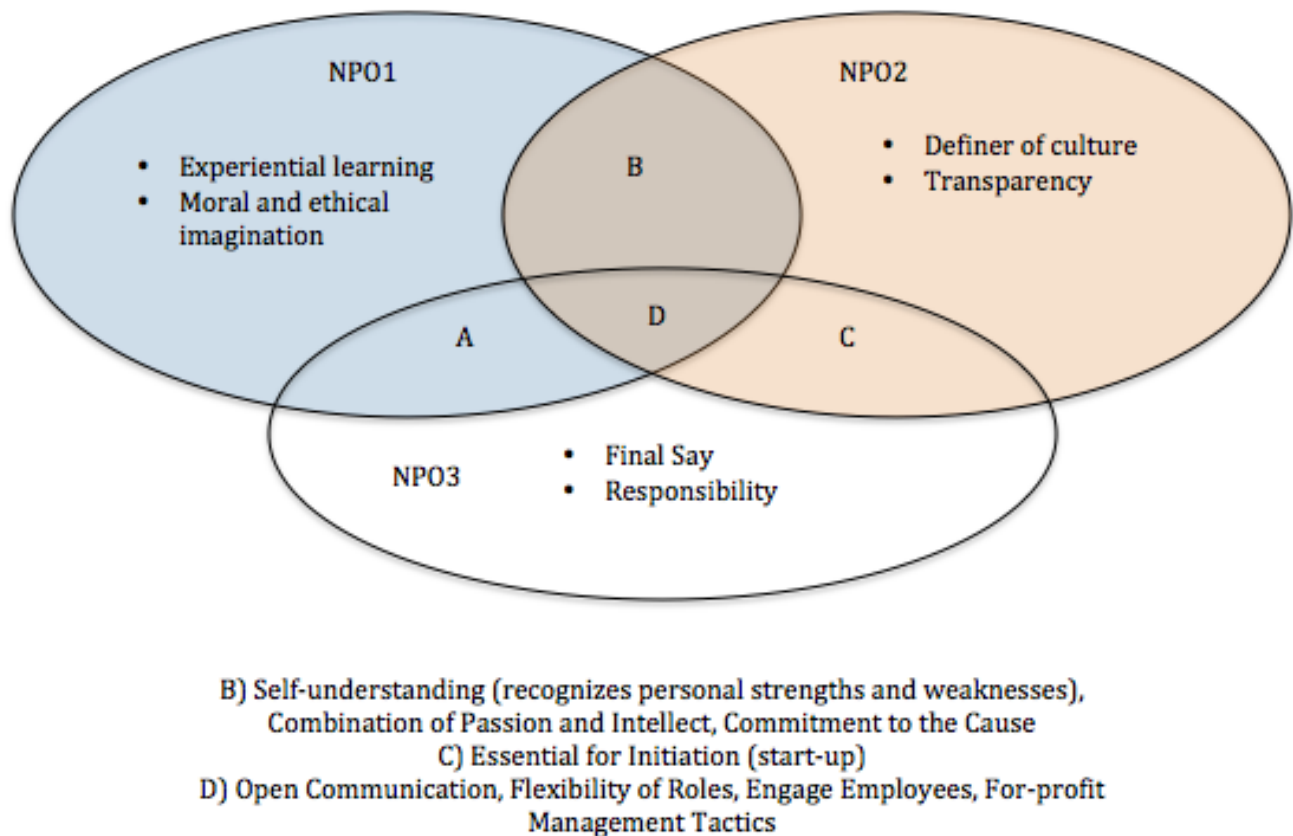 NPO1
• Experiential learning
• Moral and ethical
imagination
B
NPO2
• Definer of culture
• Transparency
A
D
C
NPO3
• Final Say
• Responsibility
B) Self-understanding (recognizes personal strengths and weaknesses),
Combination of Passion and Intellect, Commitment to the Cause
C) Essential for Initiation (start-up)
D) Open Communication, Flexibility of Roles, Engage Employees, For-profit
Management Tactics